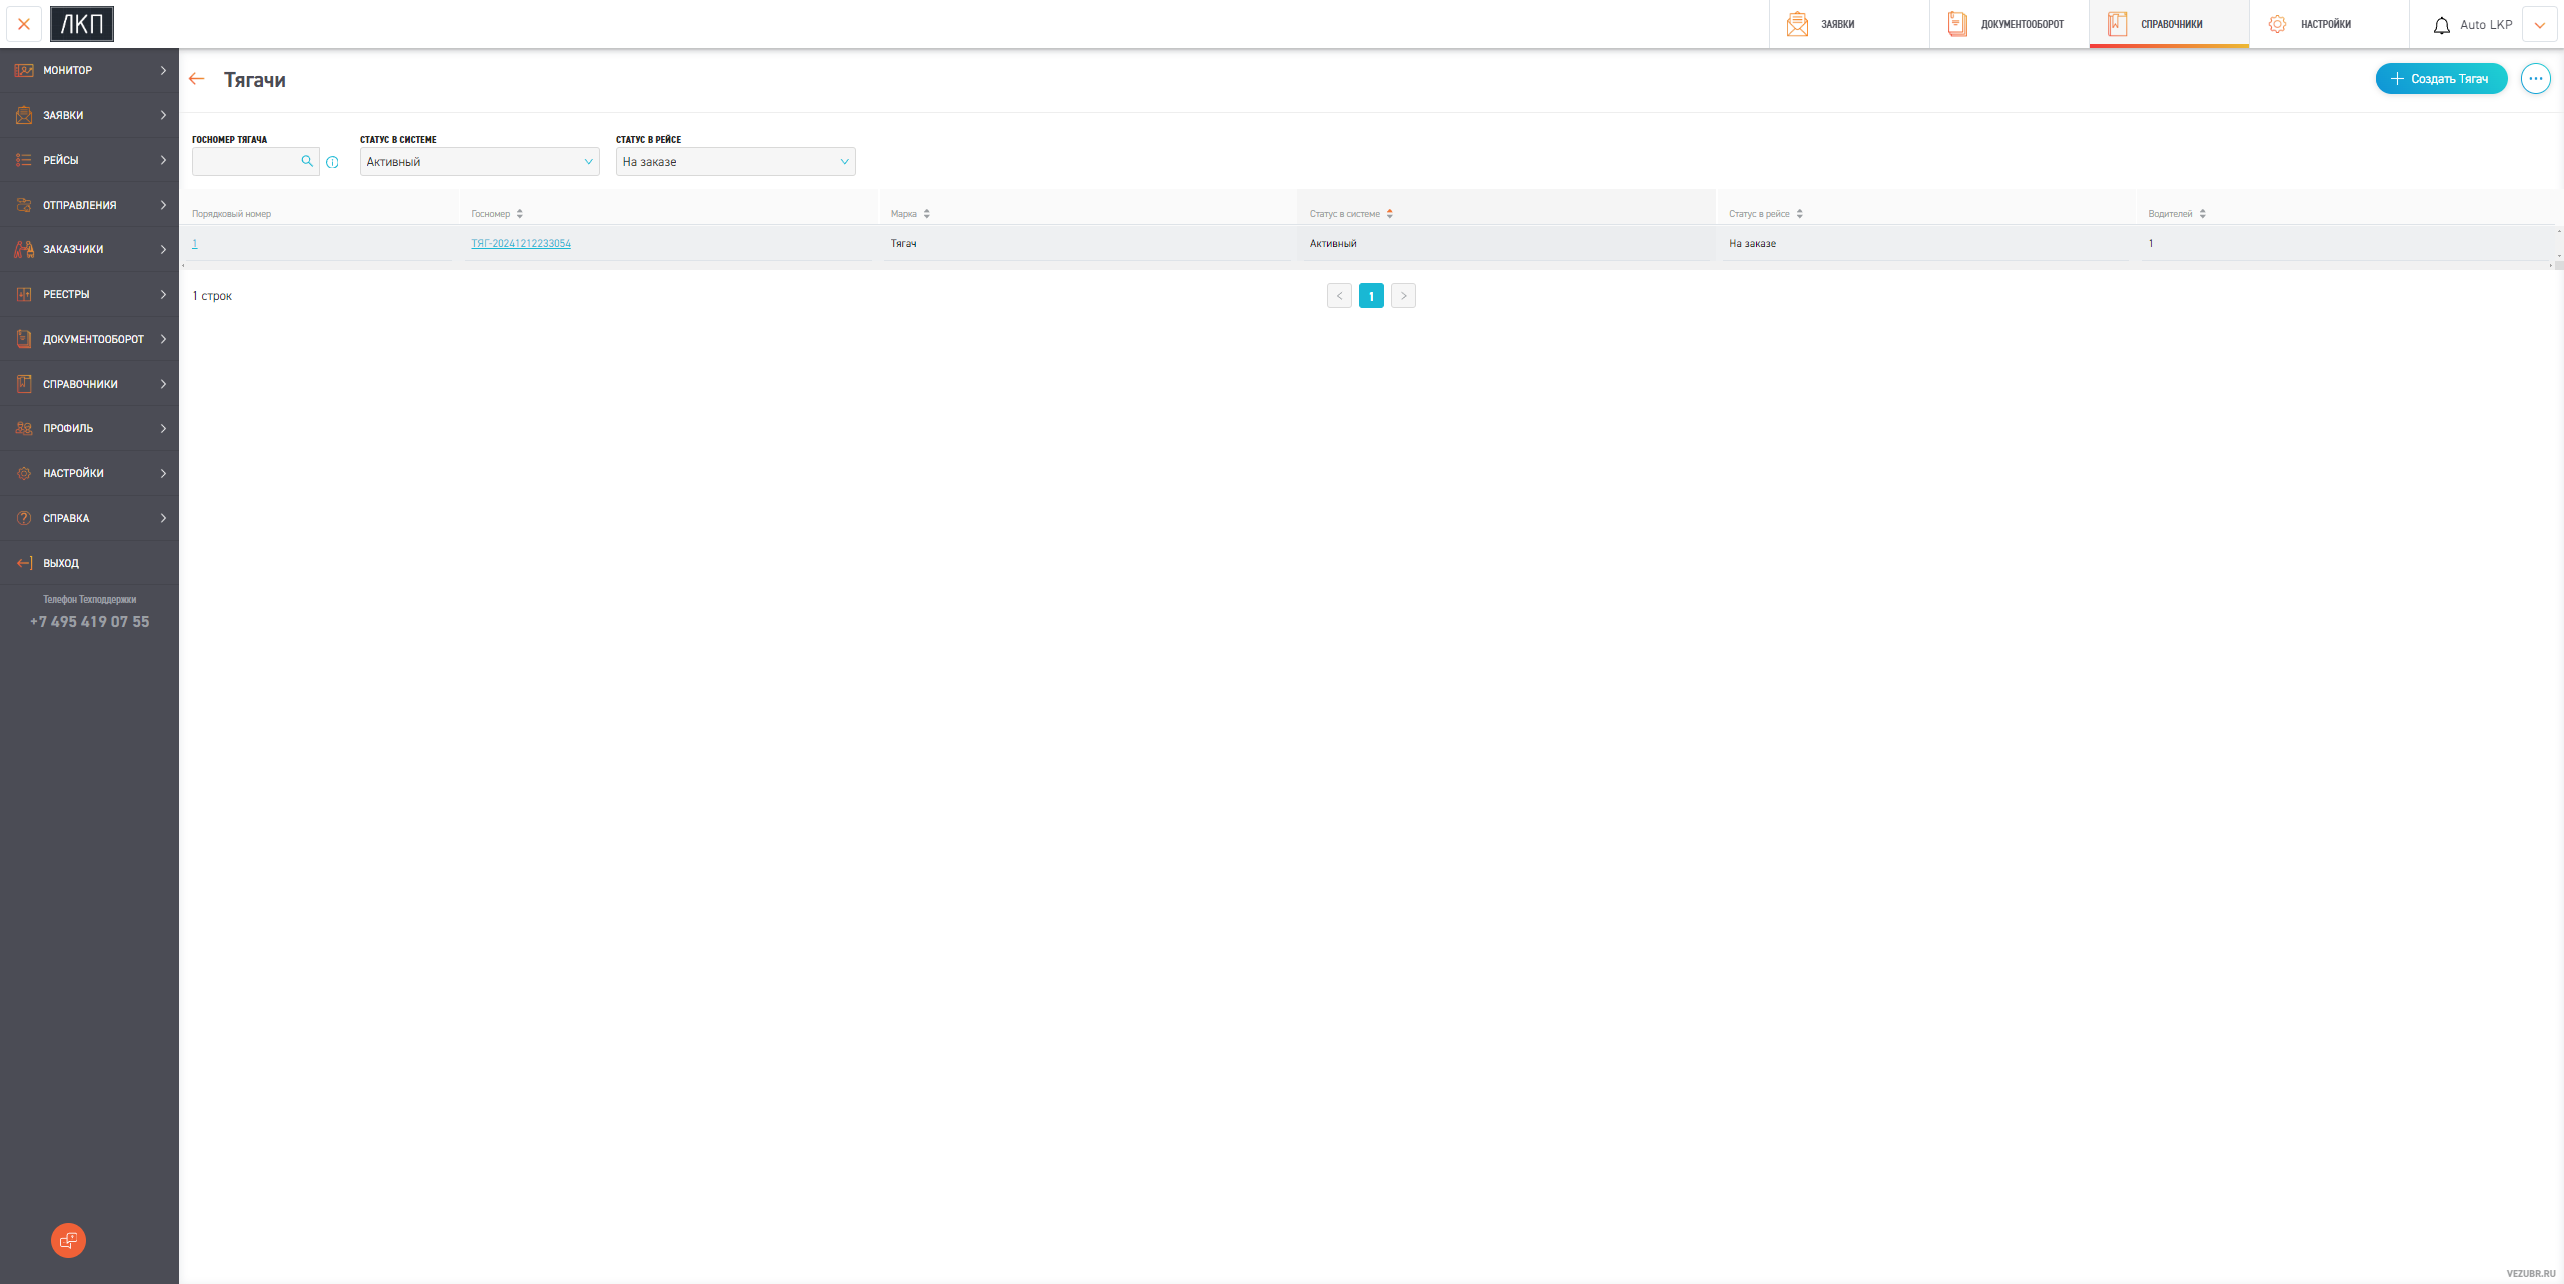 ЛКП
ЗАЯВКИ
ДОКУМЕНТООБОРОТ
СПРАВОЧНИКИ
НАСТРОЙКИ
Auto LKP
МОНИТОР
ЗАЯВКИ
РЕЙСЫ
ОТПРАВЛЕНИЯ
ЗАКАЗЧИКИ
РЕЕСТРЫ
ДОКУМЕНТООБОРОТ
СПРАВОЧНИКИ
ПРОФИЛЬ
НАСТРОЙКИ
СПРАВКА
ВЫХОД
Телефон Техподдержки
+7 495 419 07 55
Тягачи
Создать Тягач
ГОСНОМЕР ТЯГАЧА
СТАТУС В СИСТЕМЕ
СТАТУС В РЕЙСЕ
Активный
На заказе
Порядковый номер
Госномер
Марка
Статус в системе
Статус в рейсе
Водителей
1
ТЯГ-20241212233054
Тягач
Активный
На заказе
1
1 строк
1
VEZUBR.RU